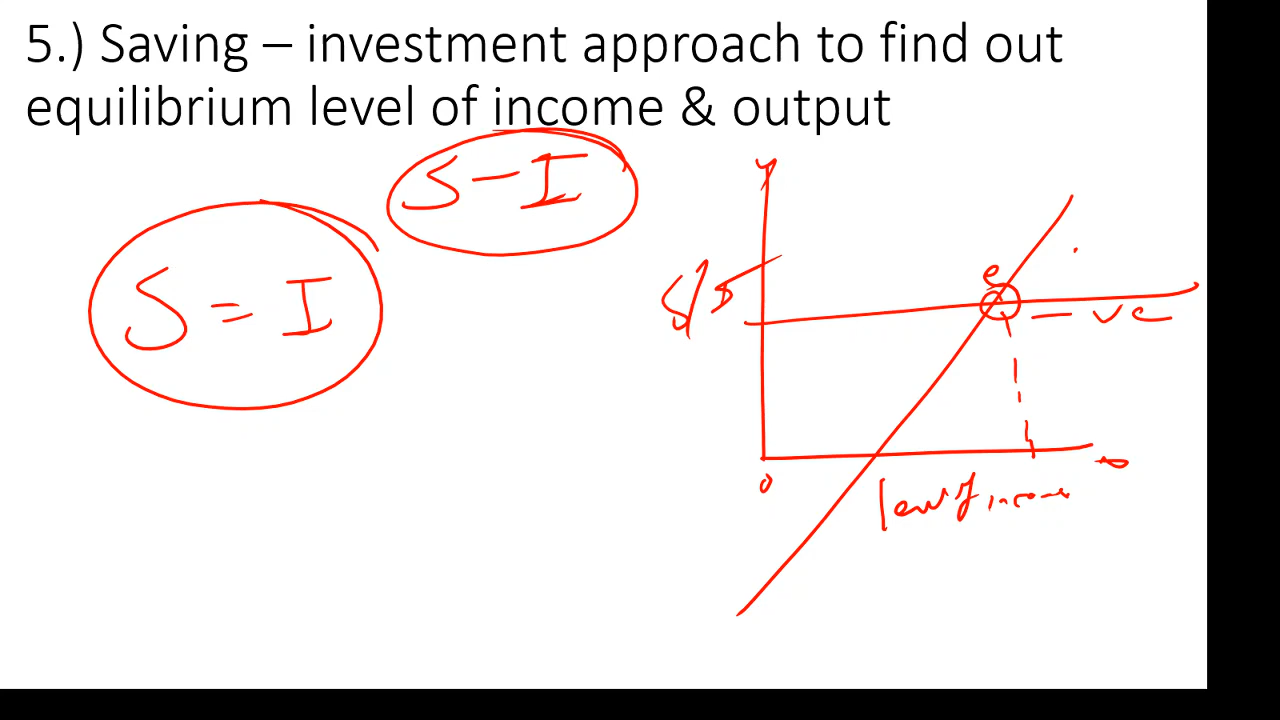 5.) Saving – investment approach to find out
equilibrium level of income & output
S – I
S = I
y
S/I
e
– ve
0
level of income